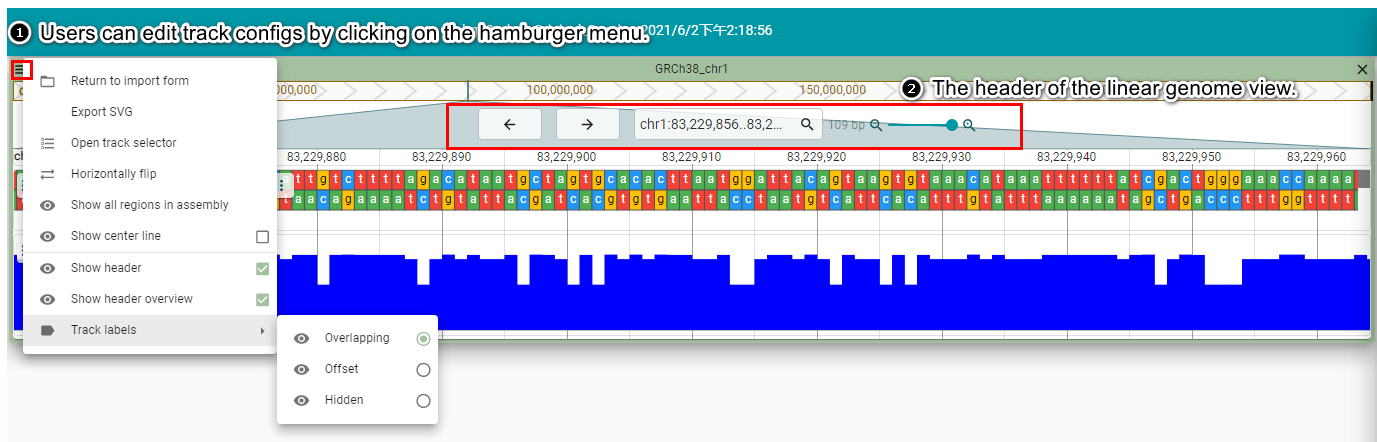 ❶ Users can edit track configs by clicking on the hamburger menu.
2021/6/2下午2:18:56
GRCh38_chr1
❷ The header of the linear genome view.
000,000
100,000,000
150,000,000
chr1:83,229,856..83,2...
109 bp
83,229,880
83,229,890
83,229,900
83,229,910
83,229,920
83,229,930
83,229,940
83,229,950
83,229,960
t t g t c t t t t a g a c a t a a t g c t a g t g c a c a c t t a a t g g a t t a c a g t a a g t g t a a a c a t a a a t t t t t t a t c g a c t g g g a a a c c a a a a
a a c a g a a a a t c t g t a t t a c g a t c a c g t g t g a a t t a c c t a a t g t c a t t c a c a t t t g t a t t t a a a a a a t a g c t g a c c c t t t g g t t t t
Return to import form
Export SVG
Open track selector
Horizontally flip
Show all regions in assembly
Show center line
Show header
Show header overview
Track labels
Overlapping
Offset
Hidden